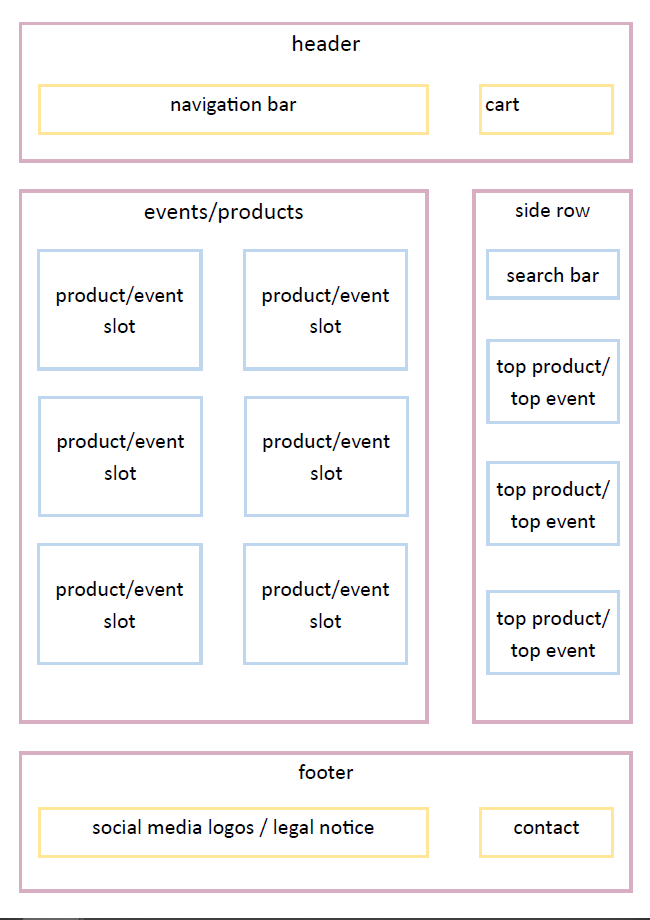 header
navigation bar
cart
events/products
product/event
slot
product/event
slot
product/event
slot
product/event
slot
product/event
slot
product/event
slot
side row
search bar
top product/
top event
top product/
top event
top product/
top event
footer
social media logos / legal notice
contact